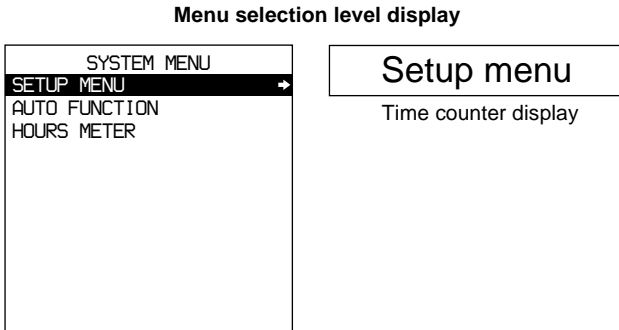 Menu selection level display
SYSTEM MENU
SETUP MENU
AUTO FUNCTION
HOURS METER
Setup menu
Time counter display